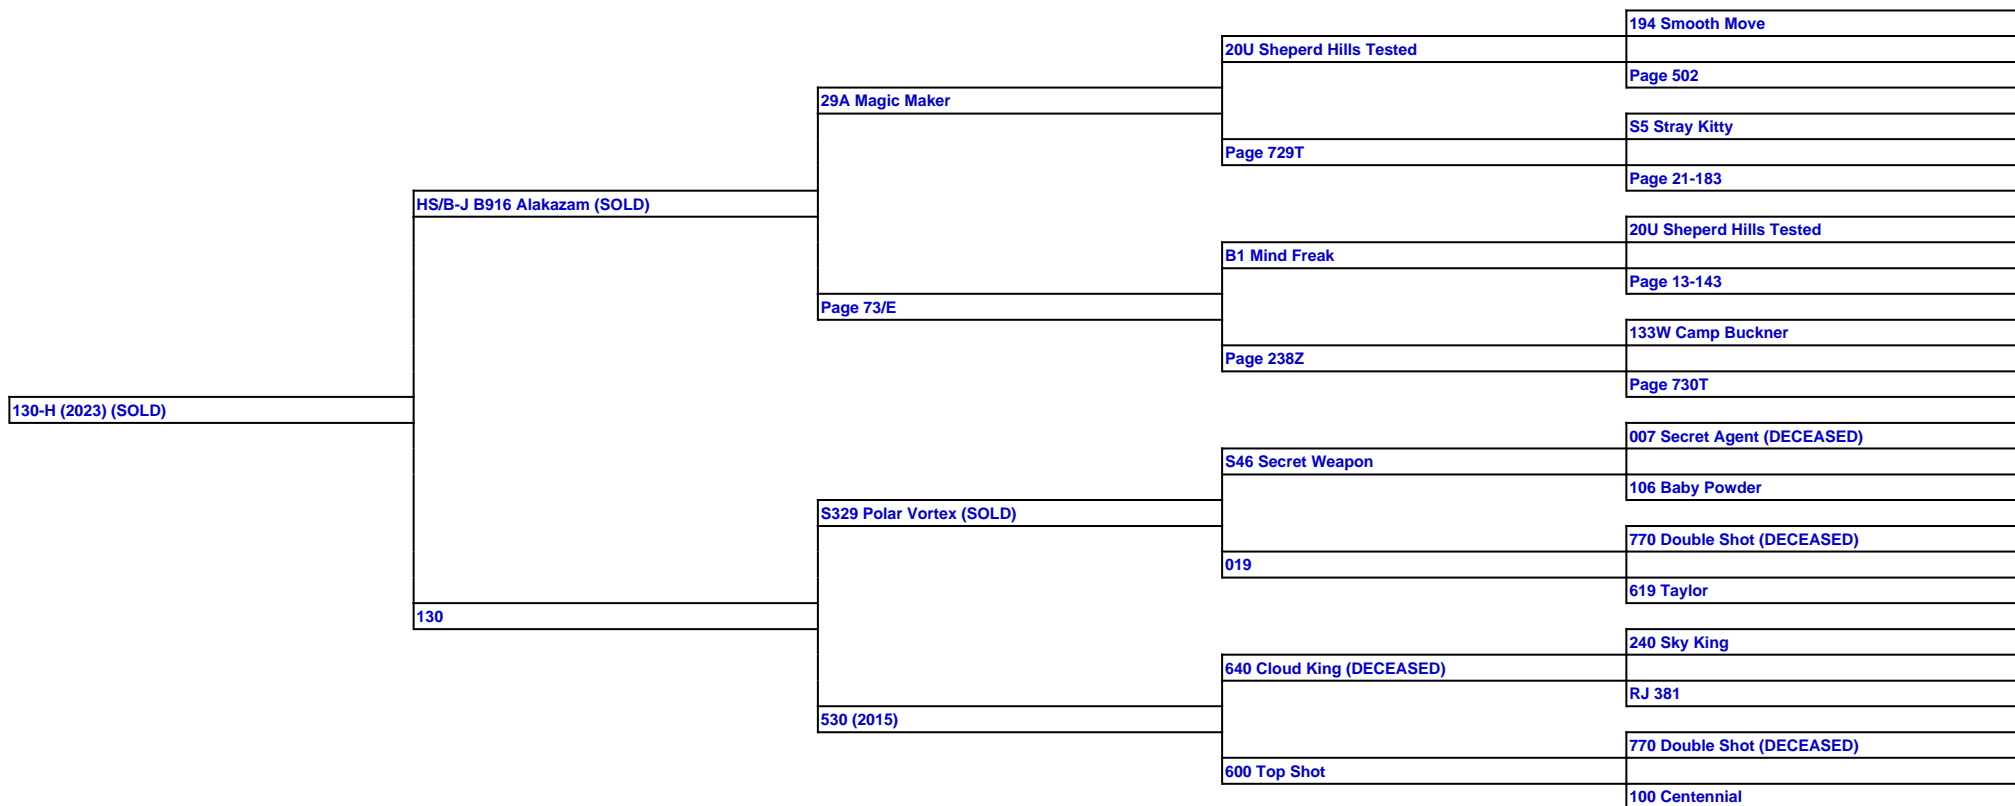 194 Smooth Move
20U Sheperd Hills Tested
Page 502
29A Magic Maker
S5 Stray Kitty
Page 729T
Page 21-183
HS/B-J B916 Alakazam (SOLD)
20U Sheperd Hills Tested
B1 Mind Freak
Page 13-143
Page 73/E
133W Camp Buckner
Page 238Z
Page 730T
130-H (2023) (SOLD)
007 Secret Agent (DECEASED)
S46 Secret Weapon
106 Baby Powder
S329 Polar Vortex (SOLD)
770 Double Shot (DECEASED)
019
619 Taylor
130
240 Sky King
640 Cloud King (DECEASED)
RJ 381
530 (2015)
770 Double Shot (DECEASED)
600 Top Shot
100 Centennial